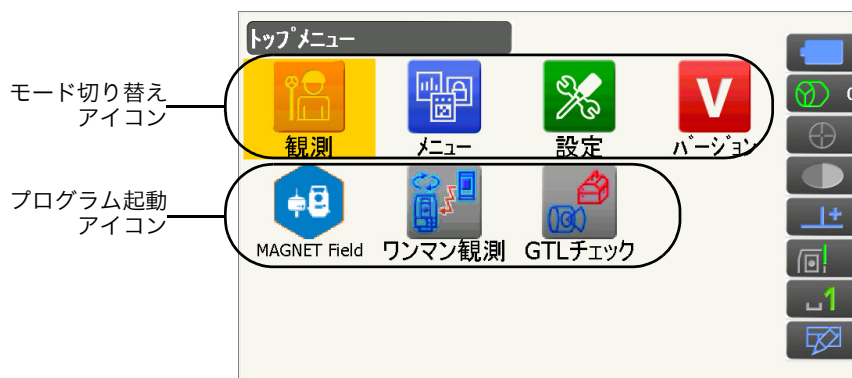 トップメニュー
モード切り替え
アイコン
観測
メニュー
設定
V
バージョン
プログラム起動
アイコン
MAGNET Field
ワンマン観測
GTLチェック
1